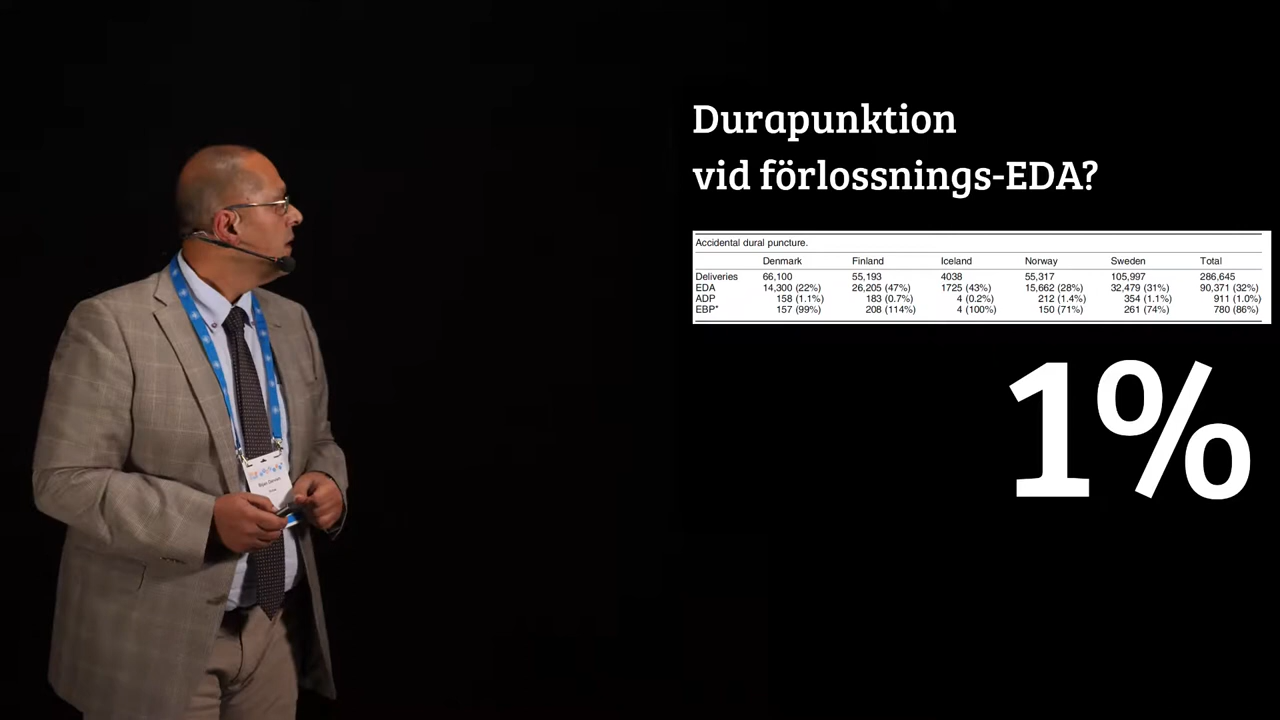 Durapunktion
vid förlossnings-EDA?
Accidental dural puncture.
Denmark Finland Iceland Norway Sweden Total
Deliveries 66,100 55,193 4038 55,317 105,997 286,645
EDA 14,300 (22%) 26,205 (47%) 1725 (43%) 15,662 (28%) 32,479 (31%) 90,371 (32%)
ADP 158 (1.1%) 183 (0.7%) 4 (0.2%) 212 (1.4%) 354 (1.1%) 911 (1.0%)
EBP* 157 (99%) 208 (114%) 4 (100%) 150 (71%) 261 (74%) 780 (86%)
1%